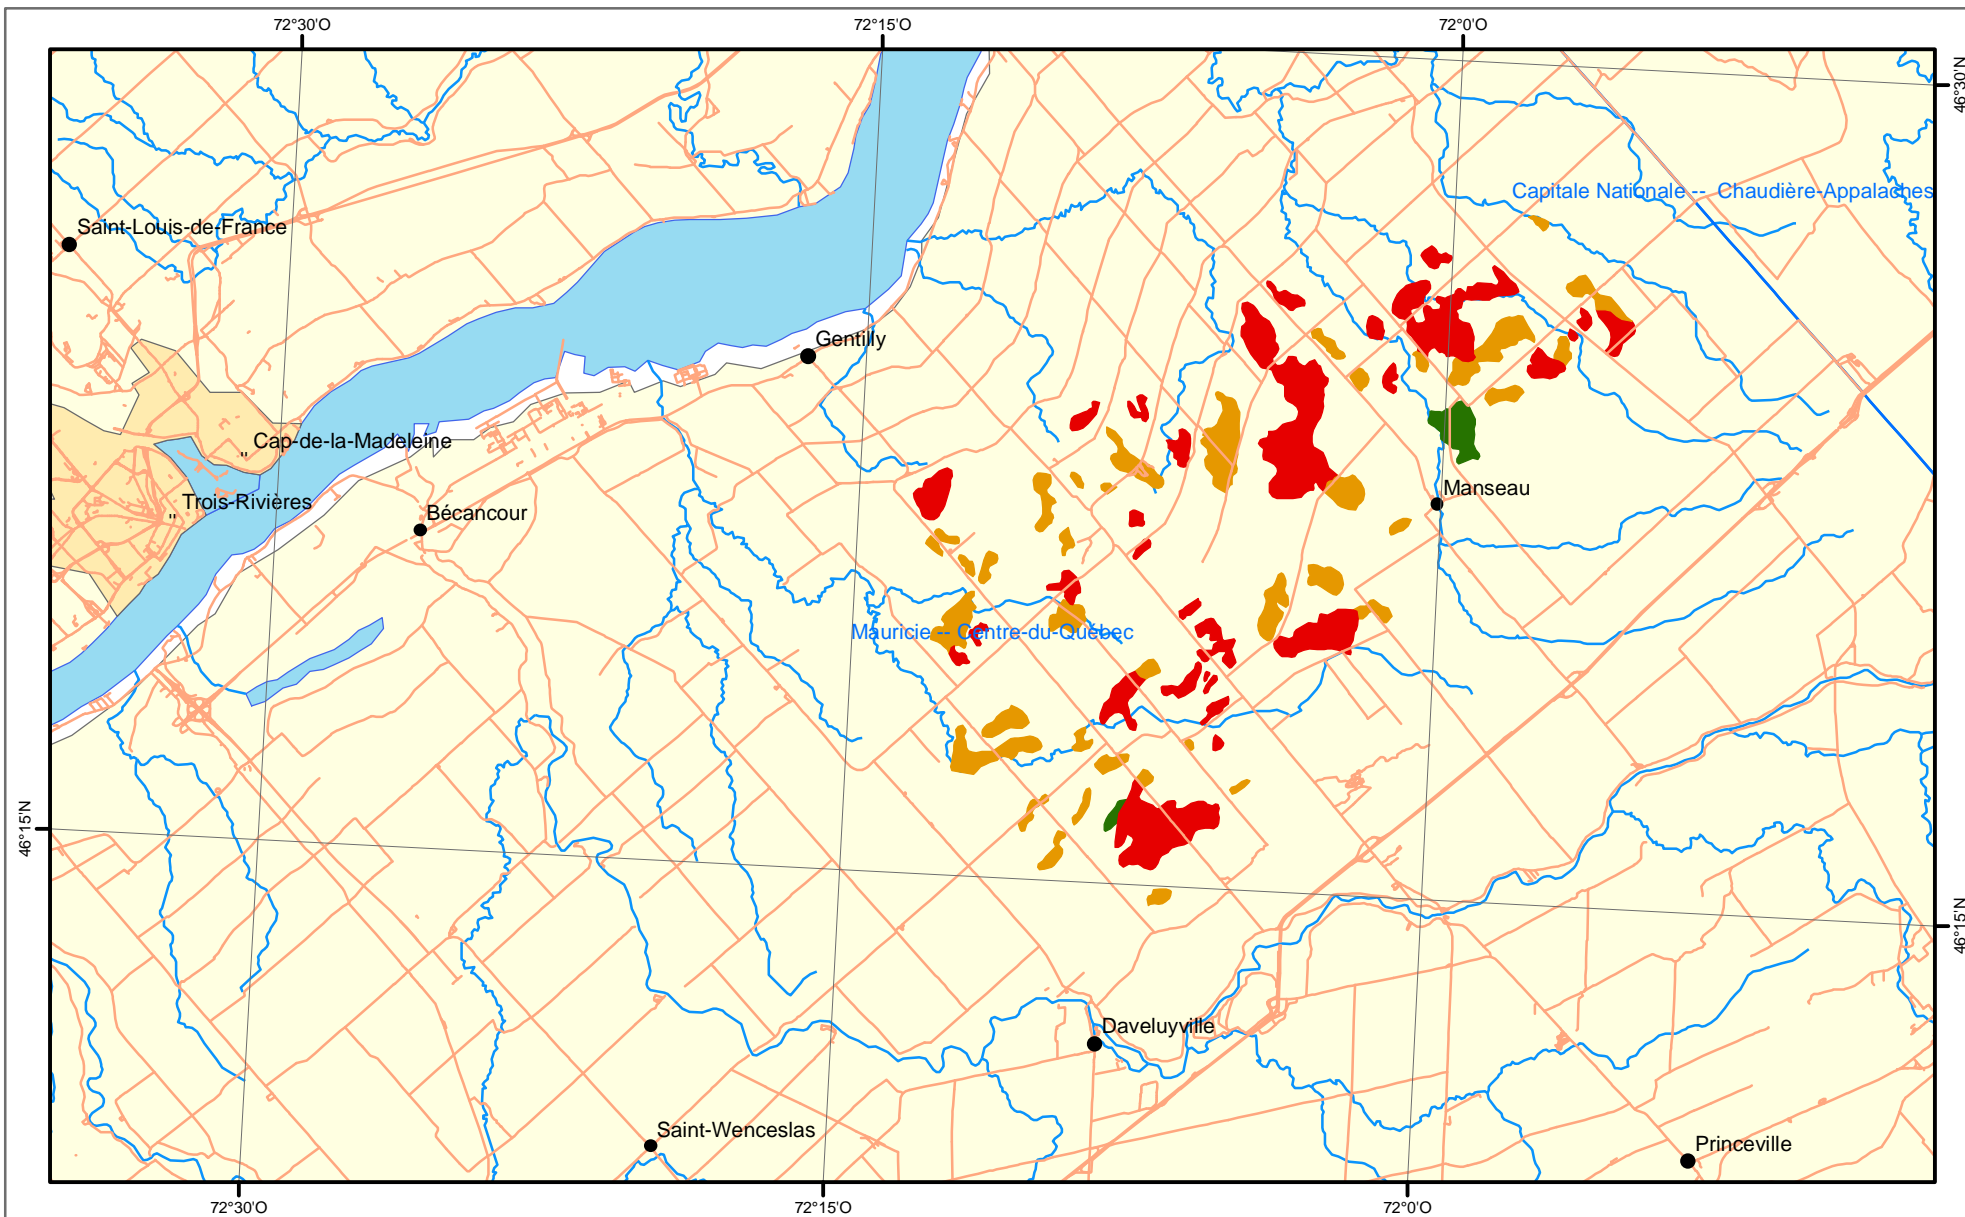 72°30'O
72°15'O
72°0'O
46°30'N
Capitale Nationale -- Chaudière-Appalaches
Saint-Louis-de-France
Gentilly
Cap-de-la-Madeleine
Trois-Rivières
Bécancour
Manseau
Mauricie -- Centre-du-Québec
46°15'N
46°15'N
Daveluyville
Saint-Wenceslas
Princeville
72°30'O
72°15'O
72°0'O